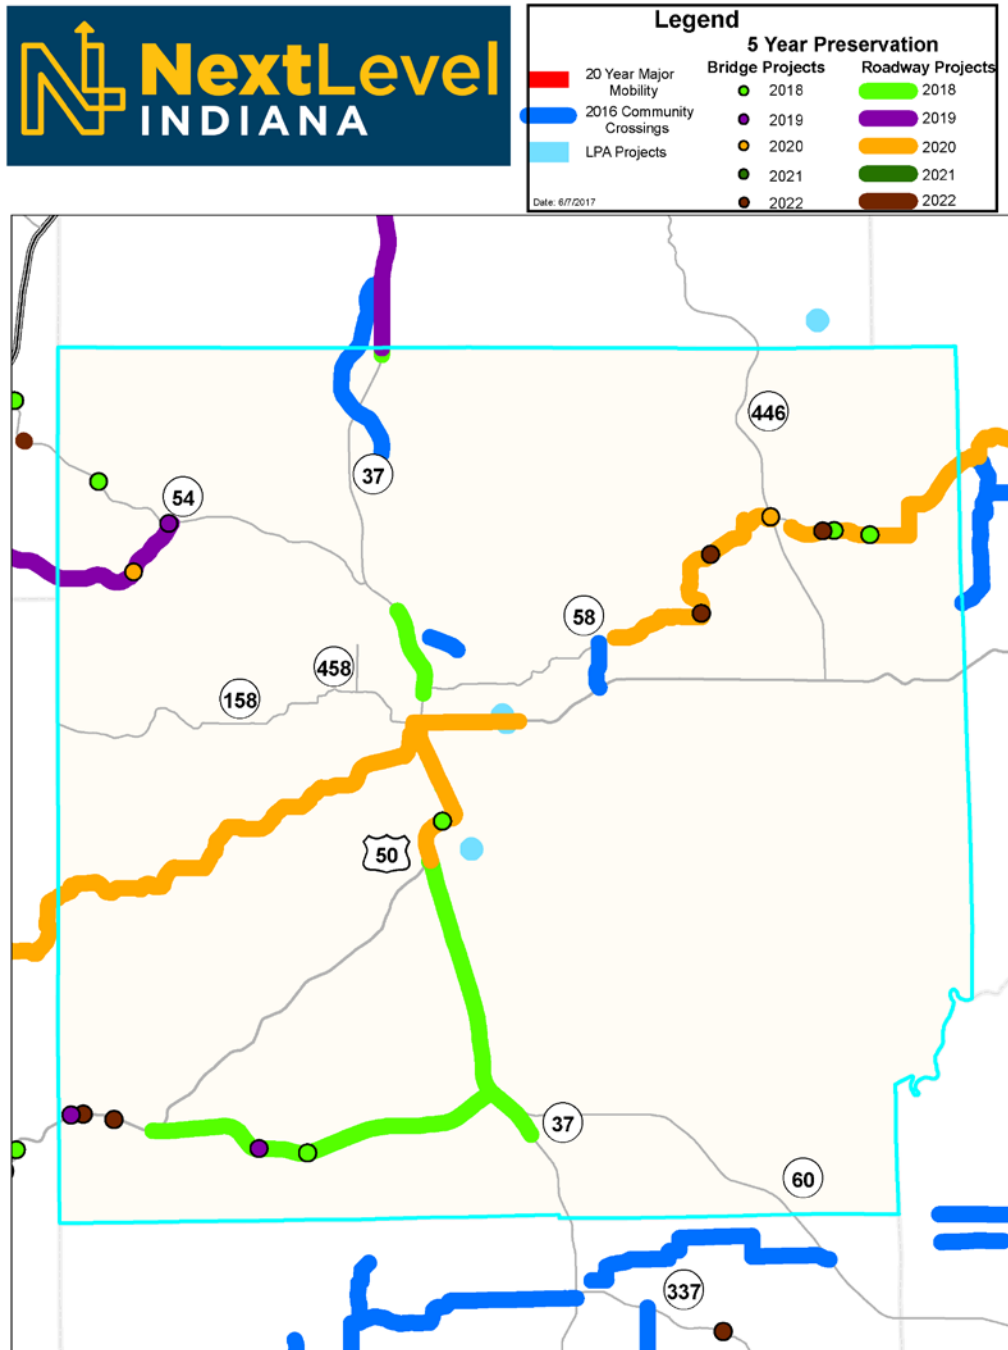 NextLevel
INDIANA
Legend
5 Year Preservation
Bridge Projects Roadway Projects
20 Year Major
Mobility
2016 Community
Crossings
LPA Projects
2018 2018
2019 2019
2020 2020
2021 2021
2022 2022
Date: 6/7/2017
446
37
54
58
458
158
50
37
60
337